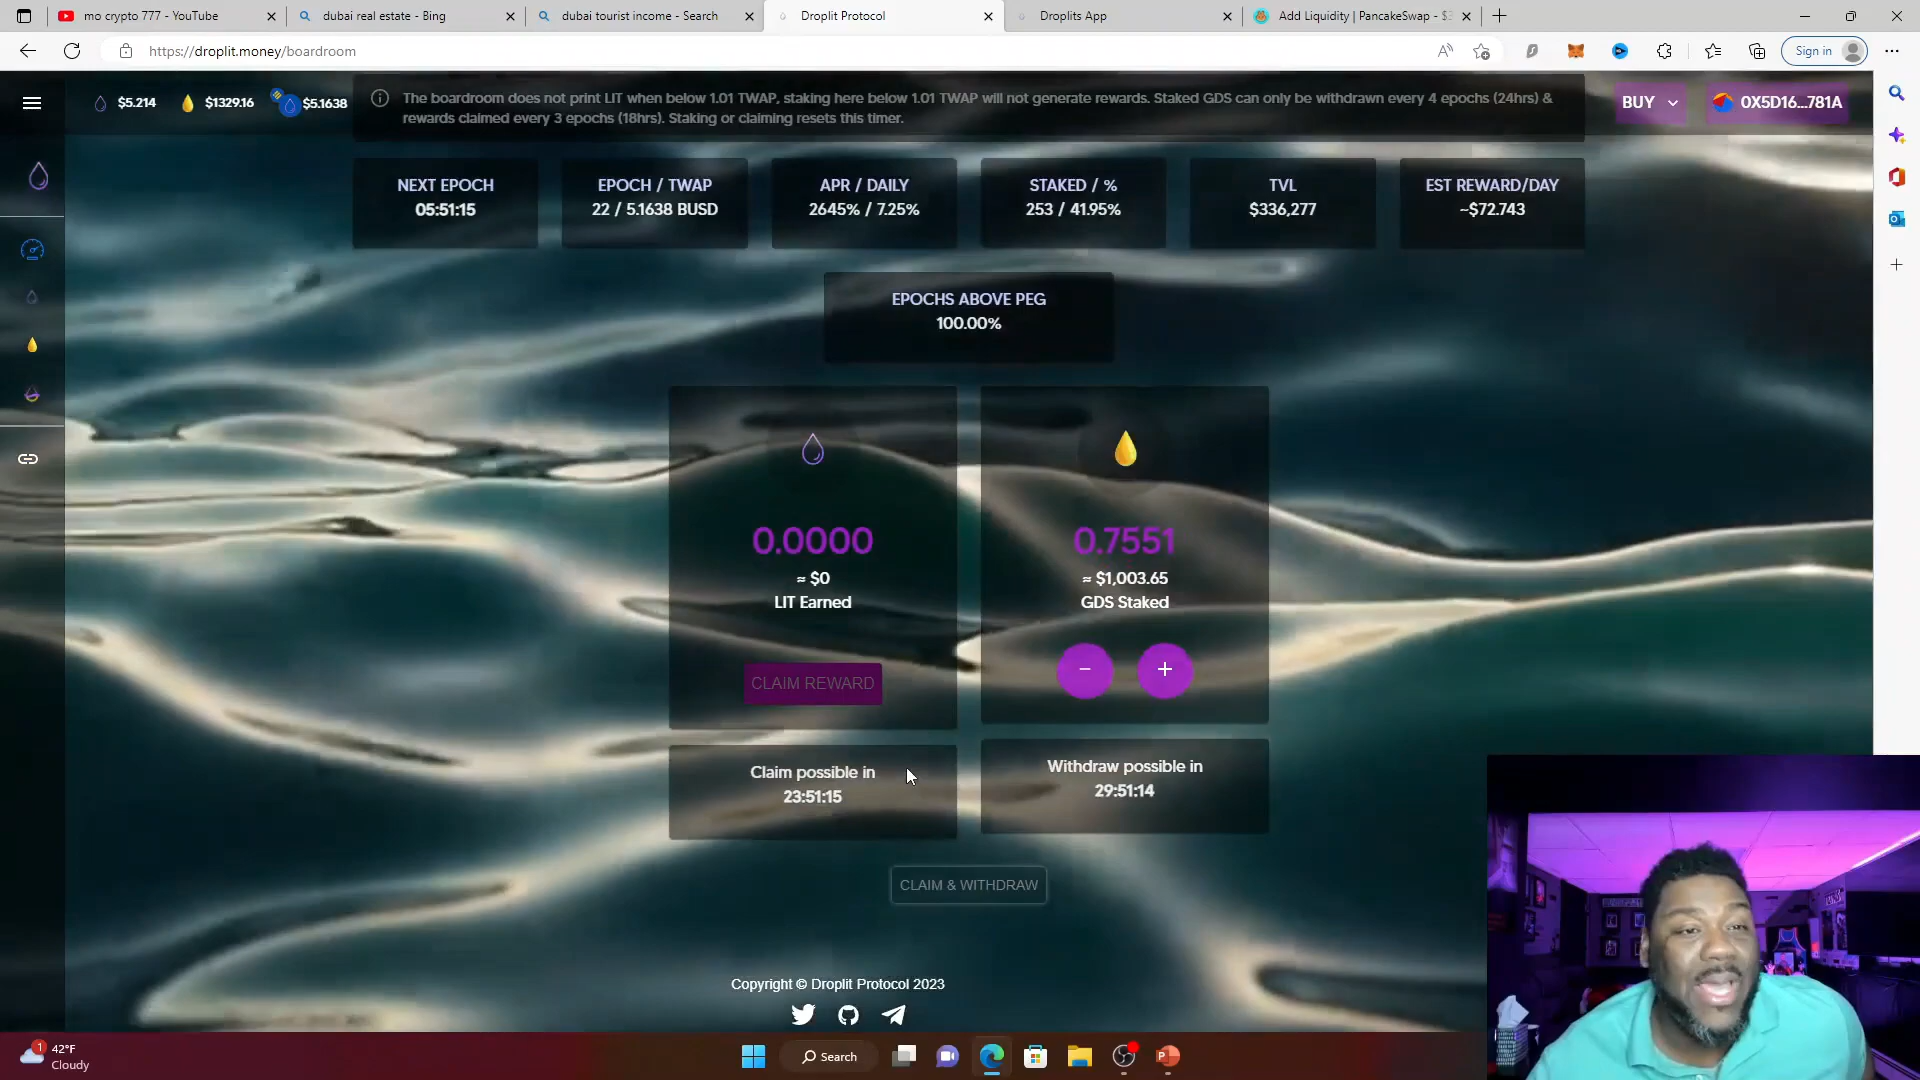 mo crypto 777 - YouTube
dubai real estate - Bing
dubai tourist income - Search
Droplit Protocol
Droplits App
Add Liquidity | PancakeSwap - $
https://droplit.money/boardroom
Sign in
$5.214
$1329.16
$5.1638
The boardroom does not print LIT when below 1.01 TWAP, staking here below 1.01 TWAP will not generate rewards. Staked GDS can only be withdrawn every 4 epochs (24hrs) &
rewards claimed every 3 epochs (18hrs). Staking or claiming resets this timer.
BUY
0X5D16...781A
NEXT EPOCH
05:51:15
EPOCH / TWAP
22 / 5.1638 BUSD
APR / DAILY
2645% / 7.25%
STAKED / %
253 / 41.95%
TVL
$336,277
EST REWARD/DAY
~$72.743
EPOCHS ABOVE PEG
100.00%
0.0000
≈ $0
LIT Earned
CLAIM REWARD
0.7551
≈ $1,003.65
GDS Staked
− +
Claim possible in
23:51:15
Withdraw possible in
29:51:14
CLAIM & WITHDRAW
Copyright © Droplit Protocol 2023
1
42°F
Cloudy
Search